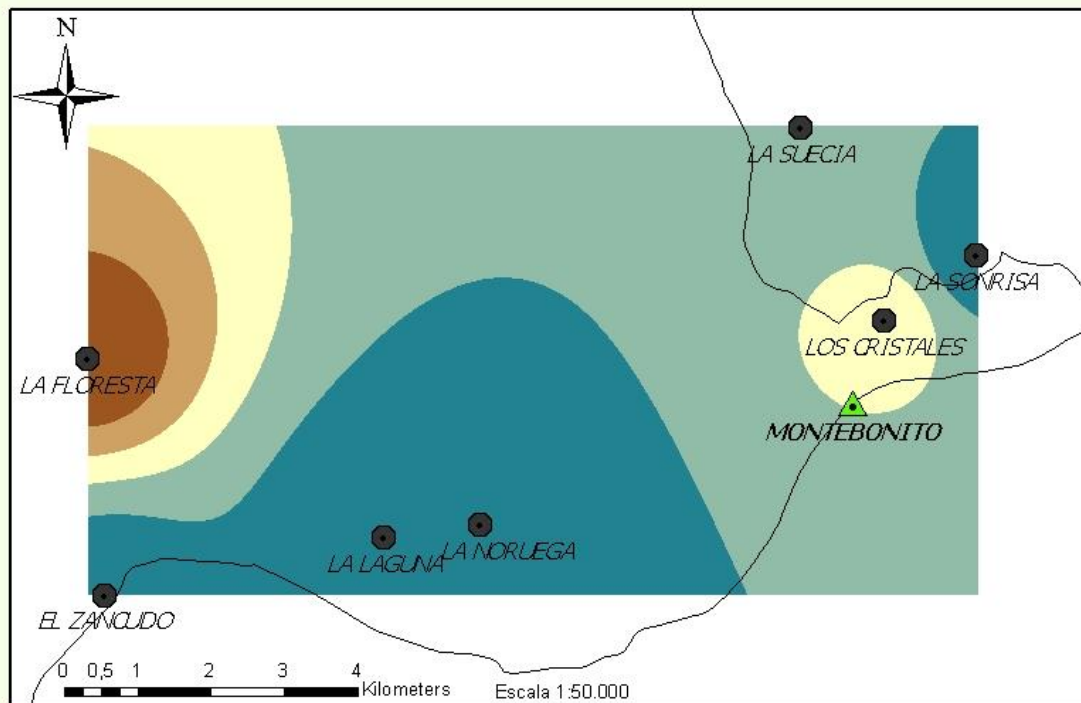 N
LA SUECIA
LA SONRISA
LOS CRISTALES
LA FLORESTA
MONTEBONITO
LA NORUEGA
LA LAGUNA
EL ZANCUDO
0 0,5 1 2 3 4
Kilometers
Escala 1:50.000